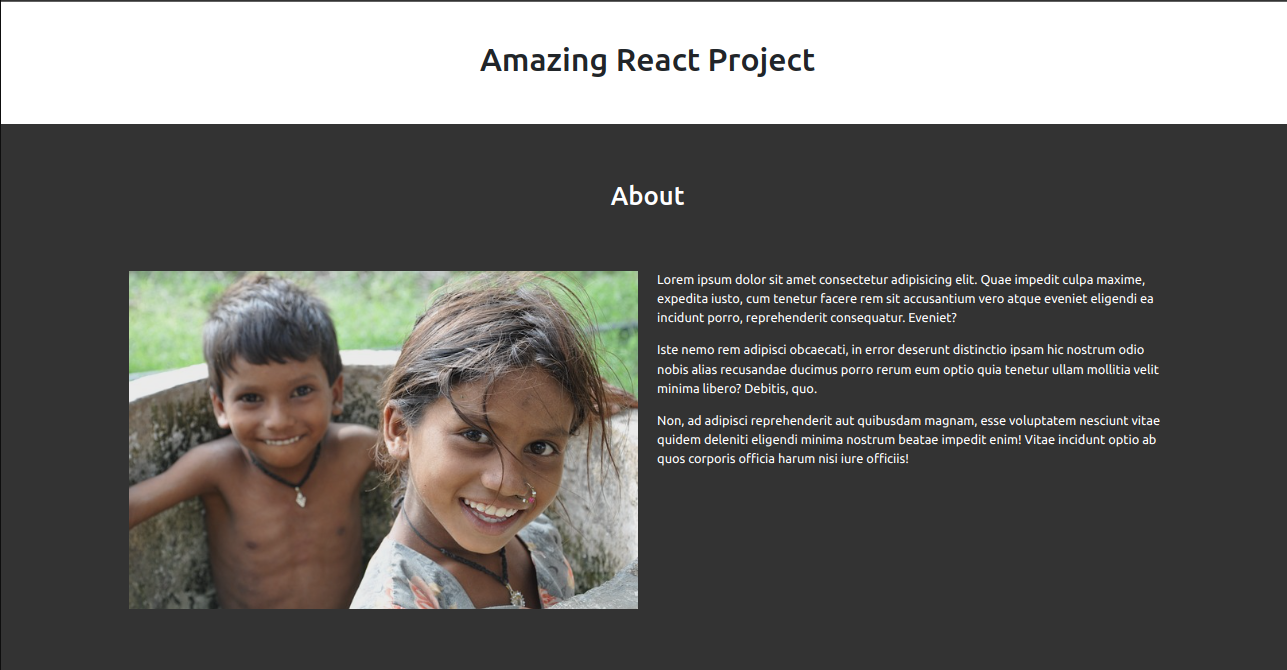 Amazing React Project
About
Lorem ipsum dolor sit amet consectetur adipisicing elit. Quae impedit culpa maxime,
expedita iusto, cum tenetur facere rem sit accusantium vero atque eveniet eligendi ea
incidunt porro, reprehenderit consequatur. Eveniet?
Iste nemo rem adipisci obcaecati, in error deserunt distinctio ipsam hic nostrum odio
nobis alias recusandae ducimus porro rerum eum optio quia tenetur ullam mollitia velit
minima libero? Debitis, quo.
Non, ad adipisci reprehenderit aut quibusdam magnam, esse voluptatem nesciunt vitae
quidem deleniti eligendi minima nostrum beatae impedit enim! Vitae incidunt optio ab
quos corporis officia harum nisi iure officiis!